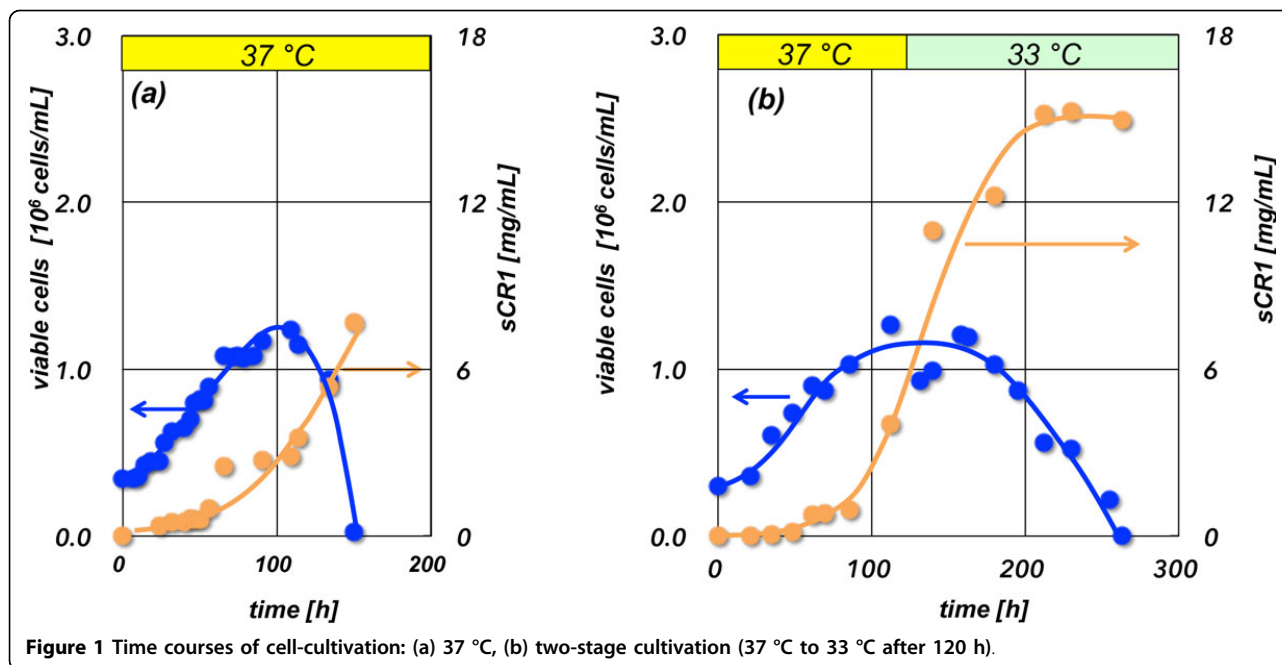 37 °C
(a)
3.0
2.0
1.0
0.0
viable cells [10⁶ cells/mL]
18
12
6
0
sCR1 [mg/mL]
0 100 200
time [h]
37 °C 33 °C
(b)
3.0
2.0
1.0
0.0
viable cells [10⁶ cells/mL]
18
12
6
0
sCR1 [mg/mL]
0 100 200 300
time [h]
Figure 1 Time courses of cell-cultivation: (a) 37 °C, (b) two-stage cultivation (37 °C to 33 °C after 120 h).